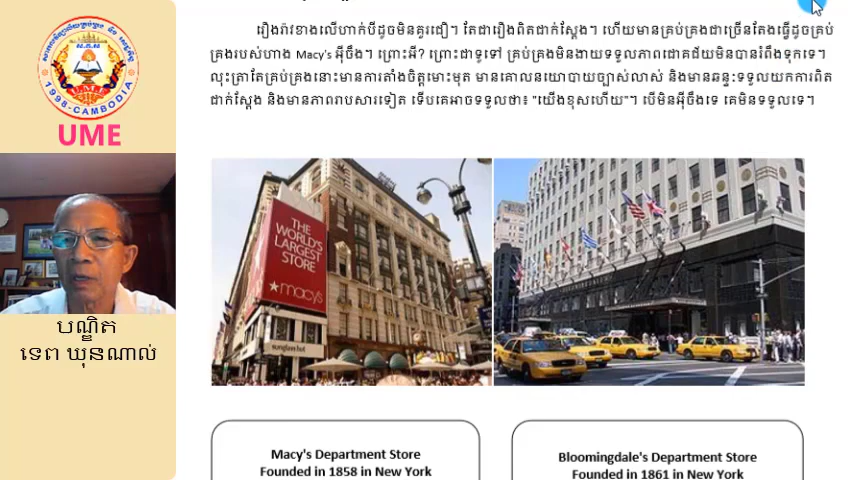 រឿងរ៉ាវខាងលើហាក់បីដូចមិនគួរជឿ។ តែជារឿងពិតជាក់ស្តែង។ ហើយមានគ្រប់គ្រងជាច្រើនតែងធ្វើដូចគ្រប់
គ្រងរបស់ហាង Macy's អ៊ីចឹង។ ព្រោះអី? ព្រោះជាទូទៅ គ្រប់គ្រងមិនងាយទទួលភាពជោគជ័យមិនបានរំពឹងទុកទេ។
លុះត្រាតែគ្រប់គ្រងនោះមានការតាំងចិត្តមោះមុត មានគោលនយោបាយច្បាស់លាស់ និងមានឆន្ទៈទទួលយកការពិត
ជាក់ស្តែង និងមានភាពរាបសារទៀត ទើបគេអាចទទួលថា៖ "យើងខុសហើយ"។ បើមិនអ៊ីចឹងទេ គេមិនទទួលទេ។
1998-CAMBODIA
UME
THE
WORLD'S
LARGEST
STORE
★macy's
sunglass hut
បណ្ឌិត
ទេព ឃុនណាល់
Macy's Department Store
Founded in 1858 in New York
Bloomingdale's Department Store
Founded in 1861 in New York